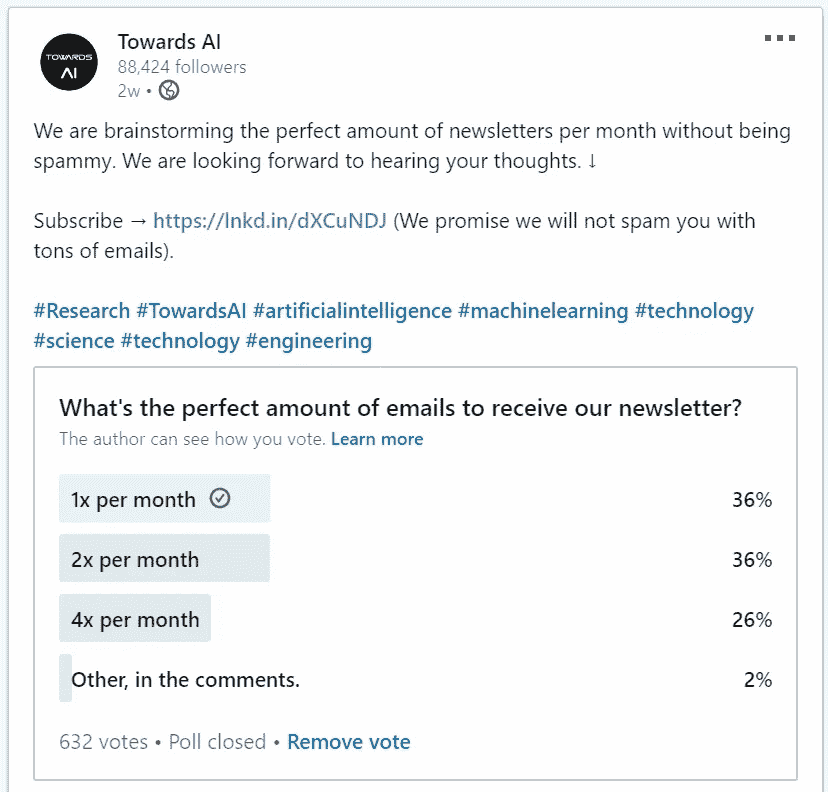 TOWARDS
AI
Towards AI
88,424 followers
2w •
We are brainstorming the perfect amount of newsletters per month without being
spammy. We are looking forward to hearing your thoughts. ↓
Subscribe → https://lnkd.in/dXCuNDJ (We promise we will not spam you with
tons of emails).
#Research #TowardsAI #artificialintelligence #machinelearning #technology
#science #technology #engineering
What's the perfect amount of emails to receive our newsletter?
The author can see how you vote. Learn more
1x per month 36%
2x per month 36%
4x per month 26%
Other, in the comments. 2%
632 votes • Poll closed • Remove vote